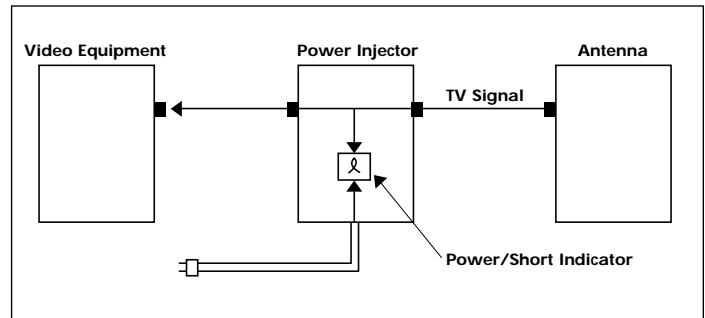 Video Equipment
Power Injector
Antenna
TV Signal
Power/Short Indicator